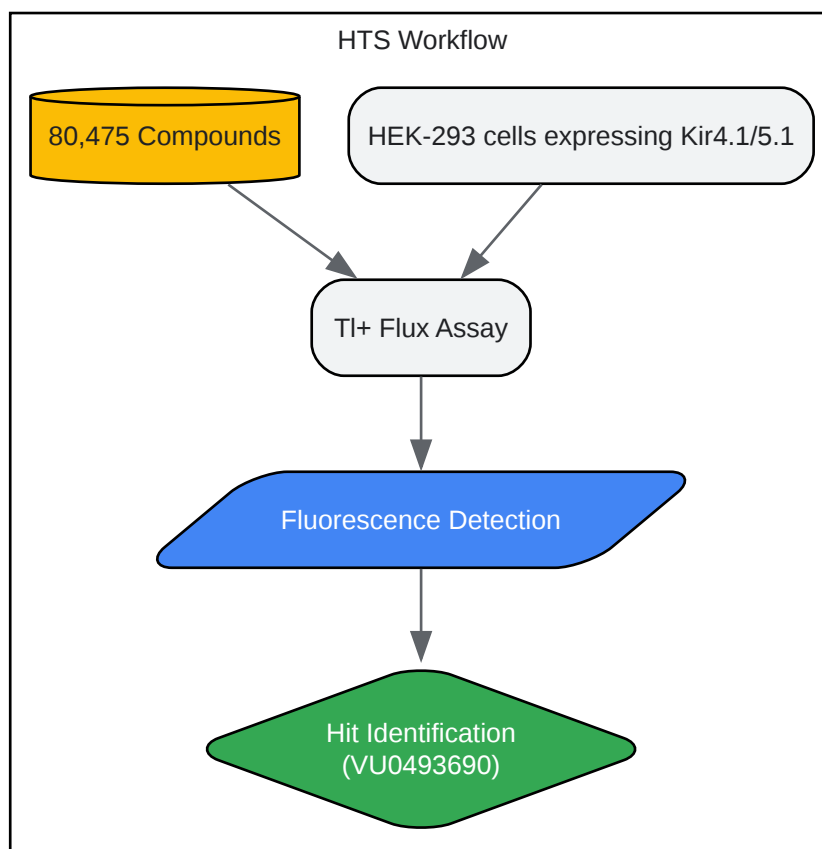 HTS Workflow
80,475 Compounds
HEK-293 cells expressing Kir4.1/5.1
Tl+ Flux Assay
Fluorescence Detection
Hit Identification
(VU0493690)